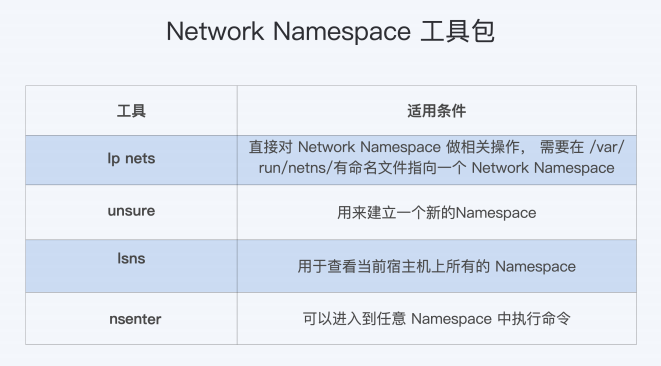 Network Namespace 工具包
工具
适用条件
Ip nets
直接对 Network Namespace 做相关操作， 需要在 /var/
run/netns/有命名文件指向一个 Network Namespace
unsure
用来建立一个新的Namespace
lsns
用于查看当前宿主机上所有的 Namespace
nsenter
可以进入到任意 Namespace 中执行命令